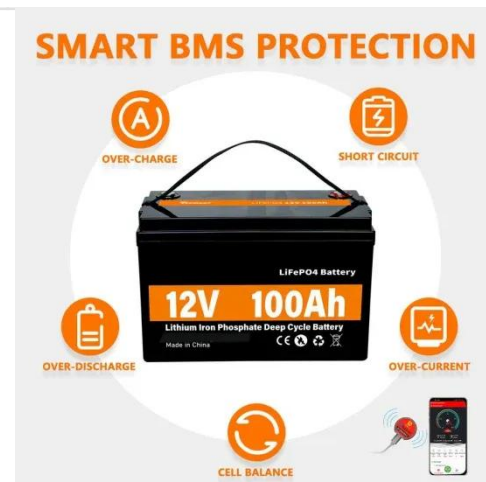 SMART BMS PROTECTION
OVER-CHARGE
SHORT CIRCUIT
LiFePO4 Battery
12V 100Ah
Lithium Iron Phosphate Deep Cycle Battery
Made in China
CE
OVER-DISCHARGE
OVER-CURRENT
CELL BALANCE